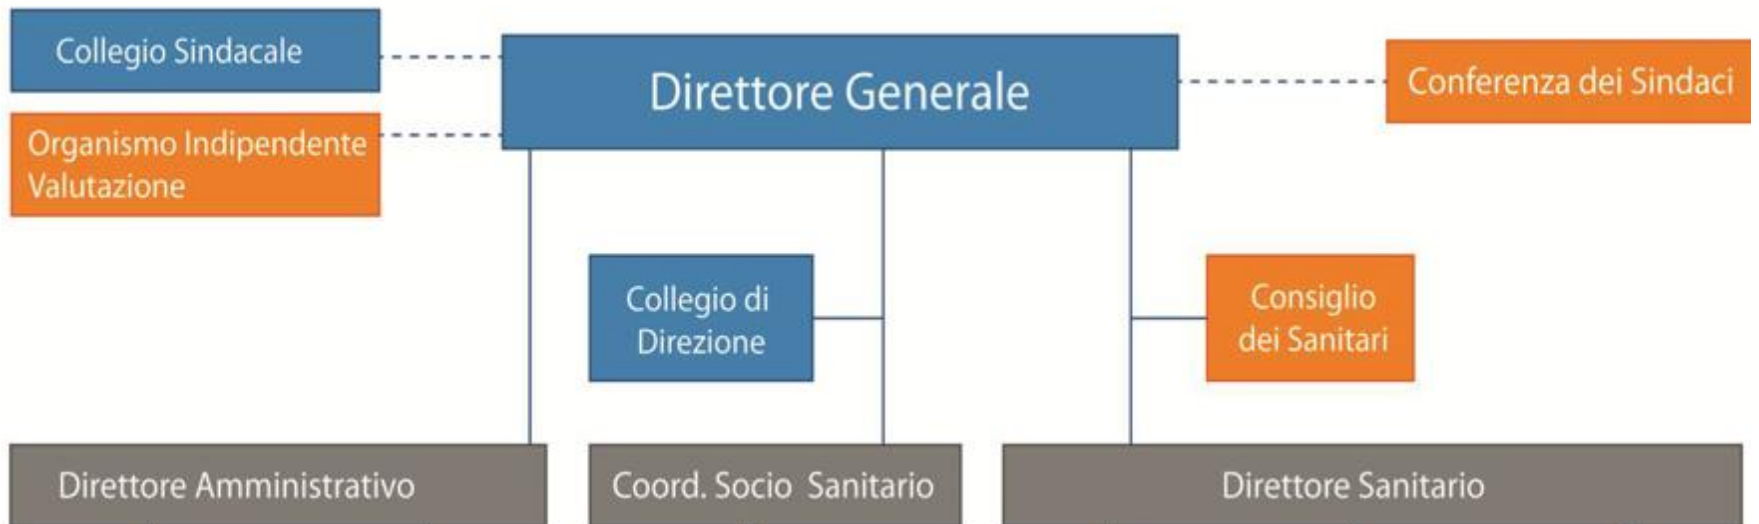 Collegio Sindacale
Direttore Generale
Conferenza dei Sindaci
Organismo Indipendente
Valutazione
Collegio di
Direzione
Consiglio
dei Sanitari
Direttore Amministrativo
Coord. Socio Sanitario
Direttore Sanitario